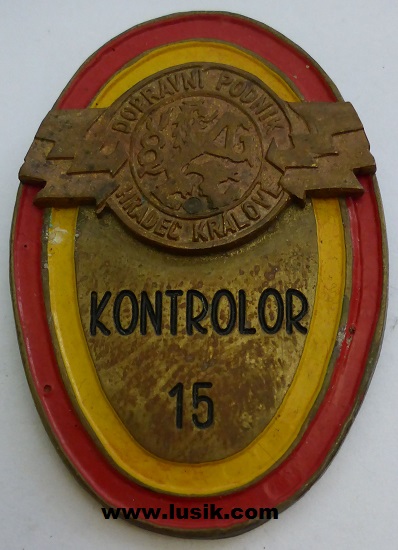 DOPRAVNÍ PODNIK
HRADEC KRÁLOVÉ
KONTROLOR
15
www.lusik.com